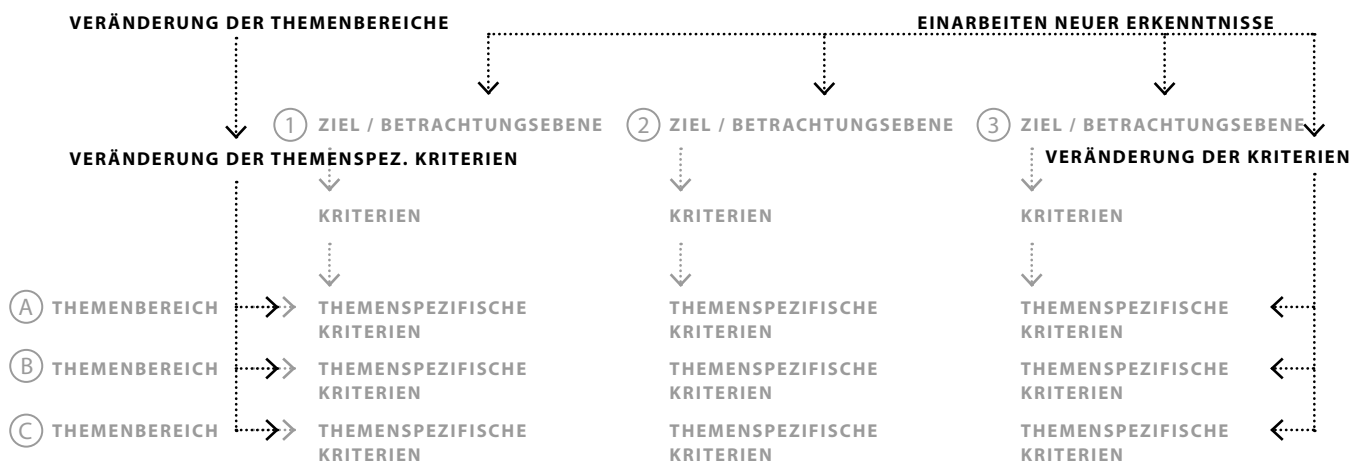 VERÄNDERUNG DER THEMENBEREICHE
EINARBEITEN NEUER ERKENNTNISSE
1 ZIEL / BETRACHTUNGSEBENE
2 ZIEL / BETRACHTUNGSEBENE
3 ZIEL / BETRACHTUNGSEBENE
VERÄNDERUNG DER THEMENSPEZ. KRITERIEN
VERÄNDERUNG DER KRITERIEN
KRITERIEN
KRITERIEN
KRITERIEN
A THEMENBEREICH
THEMENSPEZIFISCHE
KRITERIEN
THEMENSPEZIFISCHE
KRITERIEN
THEMENSPEZIFISCHE
KRITERIEN
B THEMENBEREICH
THEMENSPEZIFISCHE
KRITERIEN
THEMENSPEZIFISCHE
KRITERIEN
THEMENSPEZIFISCHE
KRITERIEN
C THEMENBEREICH
THEMENSPEZIFISCHE
KRITERIEN
THEMENSPEZIFISCHE
KRITERIEN
THEMENSPEZIFISCHE
KRITERIEN